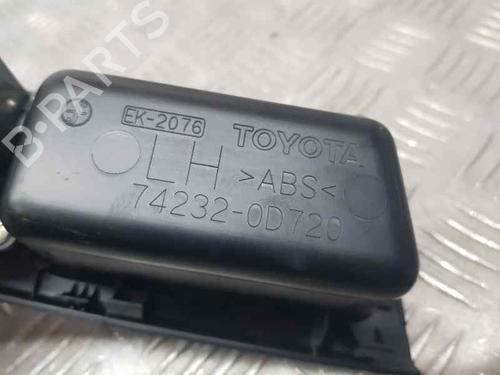 B-PARTS
EK-2076 TOYOTA
LH >ABS<
74232-0D720